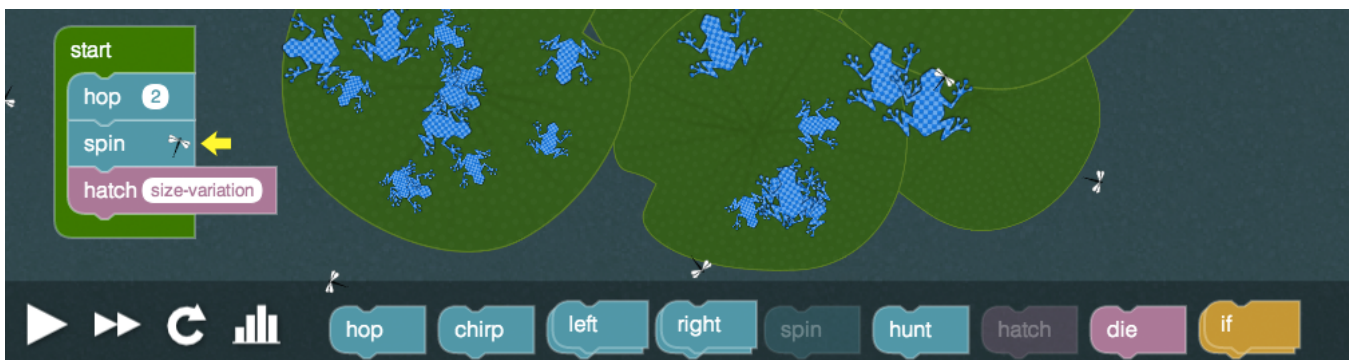 start
hop 2
spin
hatch size-variation
hop chirp left right spin hunt hatch die if